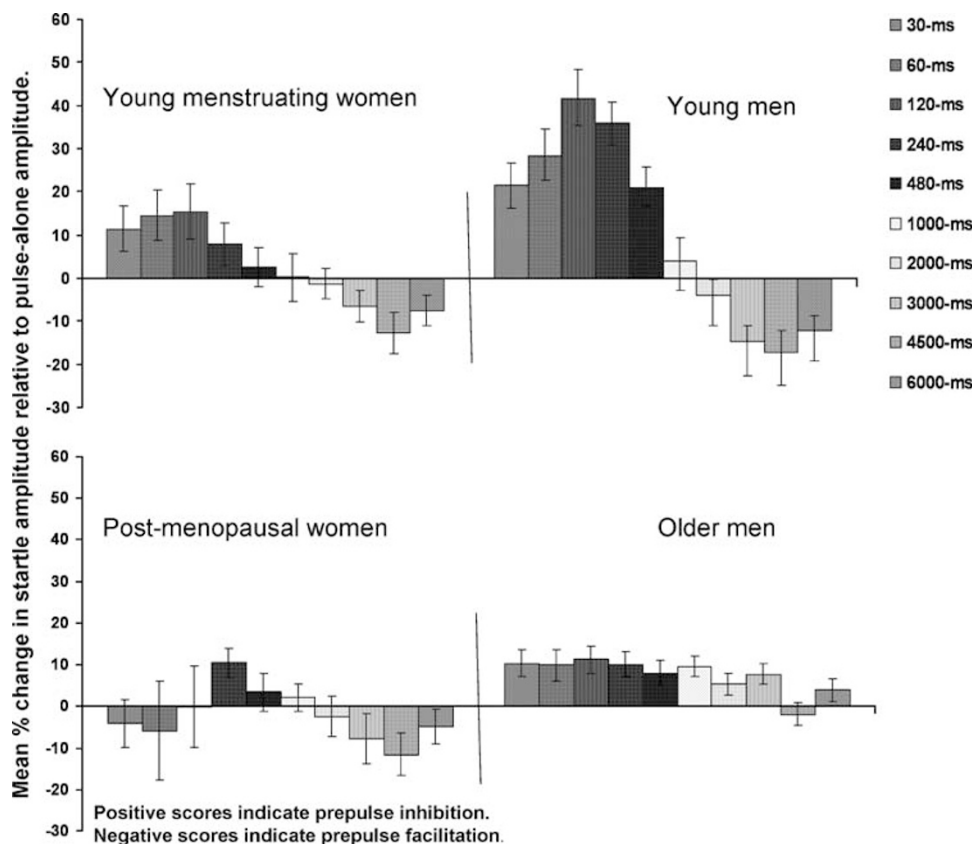 Mean % change in startle amplitude relative to pulse-alone amplitude.
60
50
40
30
20
10
0
-10
-20
-30
Young menstruating women
Young men
30-ms
60-ms
120-ms
240-ms
480-ms
1000-ms
2000-ms
3000-ms
4500-ms
6000-ms
60
50
40
30
20
10
0
-10
-20
-30
Post-menopausal women
Older men
Positive scores indicate prepulse inhibition.
Negative scores indicate prepulse facilitation.